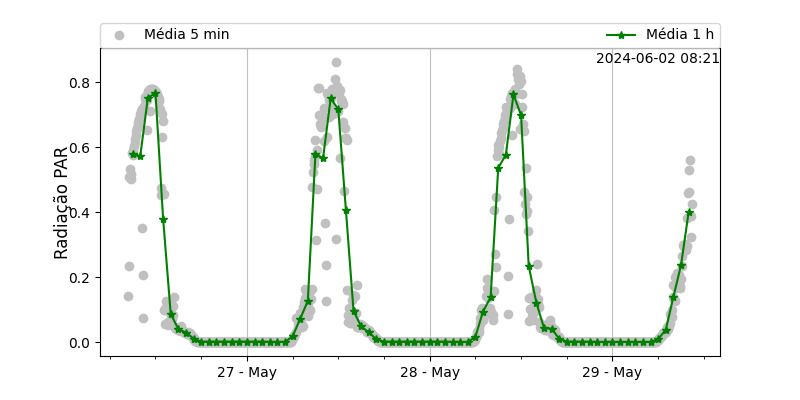 Média 5 min
Média 1 h
2024-06-02 08:21
Radiação PAR
0.8
0.6
0.4
0.2
0.0
27 - May
28 - May
29 - May